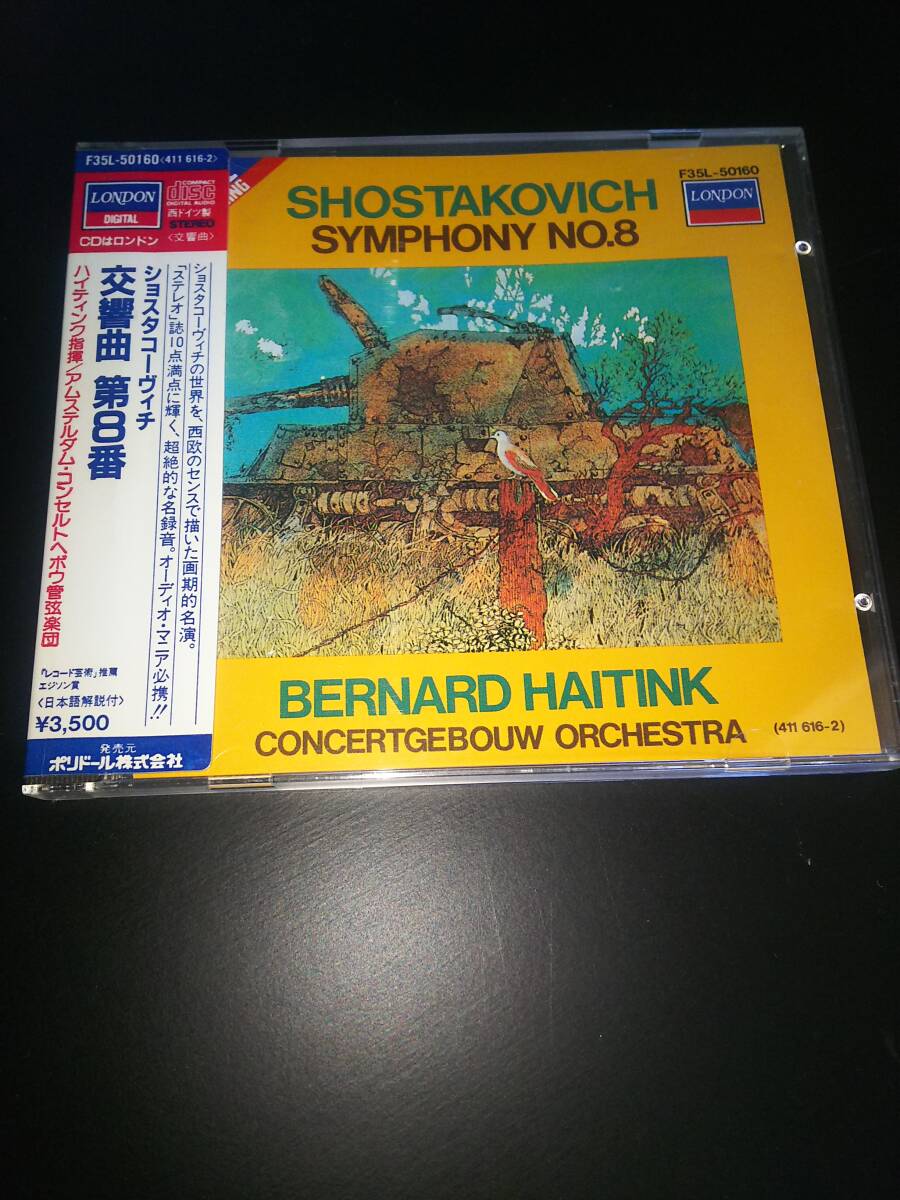 F35L-50160<411 616-2>
LONDON
DIGITAL
COMPACT
disc
DIGITAL AUDIO
西ドイツ製
STEREO
CDはロンドン
〈交響曲〉
ショスタコーヴィチ
交響曲 第8番
ハイティンク指揮/アムステルダム・コンセルトヘボウ管弦楽団
ショスタコーヴィチの世界を、西欧のセンスで描いた画期的名演。
「ステレオ」誌10点満点に輝く、超絶的な名録音。オーディオ・マニア必携!!
「レコード芸術」推薦
エジソン賞
〈日本語解説付〉
¥3,500
発売元
ポリドール株式会社
SHOSTAKOVICH
SYMPHONY NO.8
F35L-50160
LONDON
BERNARD HAITINK
CONCERTGEBOUW ORCHESTRA
(411 616-2)